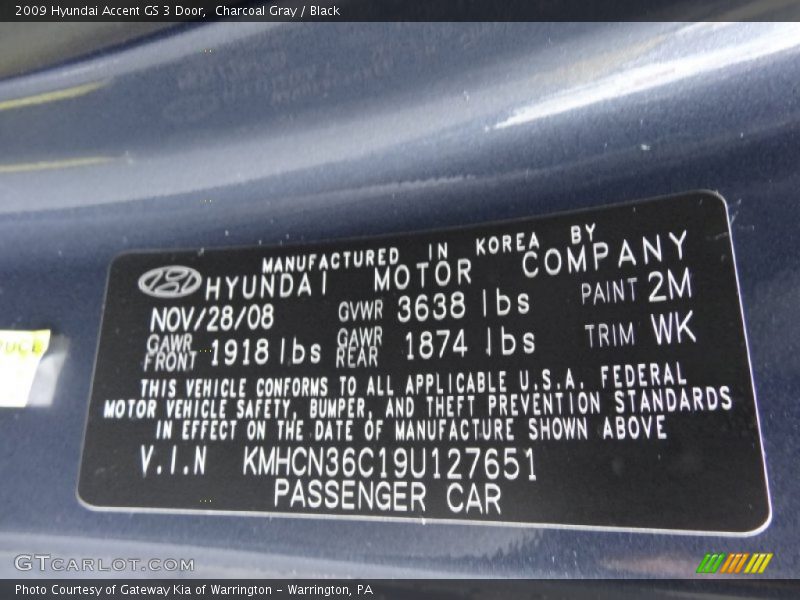 2009 Hyundai Accent GS 3 Door, Charcoal Gray / Black
MANUFACTURED IN KOREA BY
HYUNDAI MOTOR COMPANY
NOV/28/08 GVWR 3638 lbs PAINT 2M
GAWR FRONT 1918 lbs GAWR REAR 1874 lbs TRIM WK
THIS VEHICLE CONFORMS TO ALL APPLICABLE U.S.A. FEDERAL
MOTOR VEHICLE SAFETY, BUMPER, AND THEFT PREVENTION STANDARDS
IN EFFECT ON THE DATE OF MANUFACTURE SHOWN ABOVE
V.I.N KMHCN36C19U127651
PASSENGER CAR
GTCARLOT.COM
Photo Courtesy of Gateway Kia of Warrington - Warrington, PA